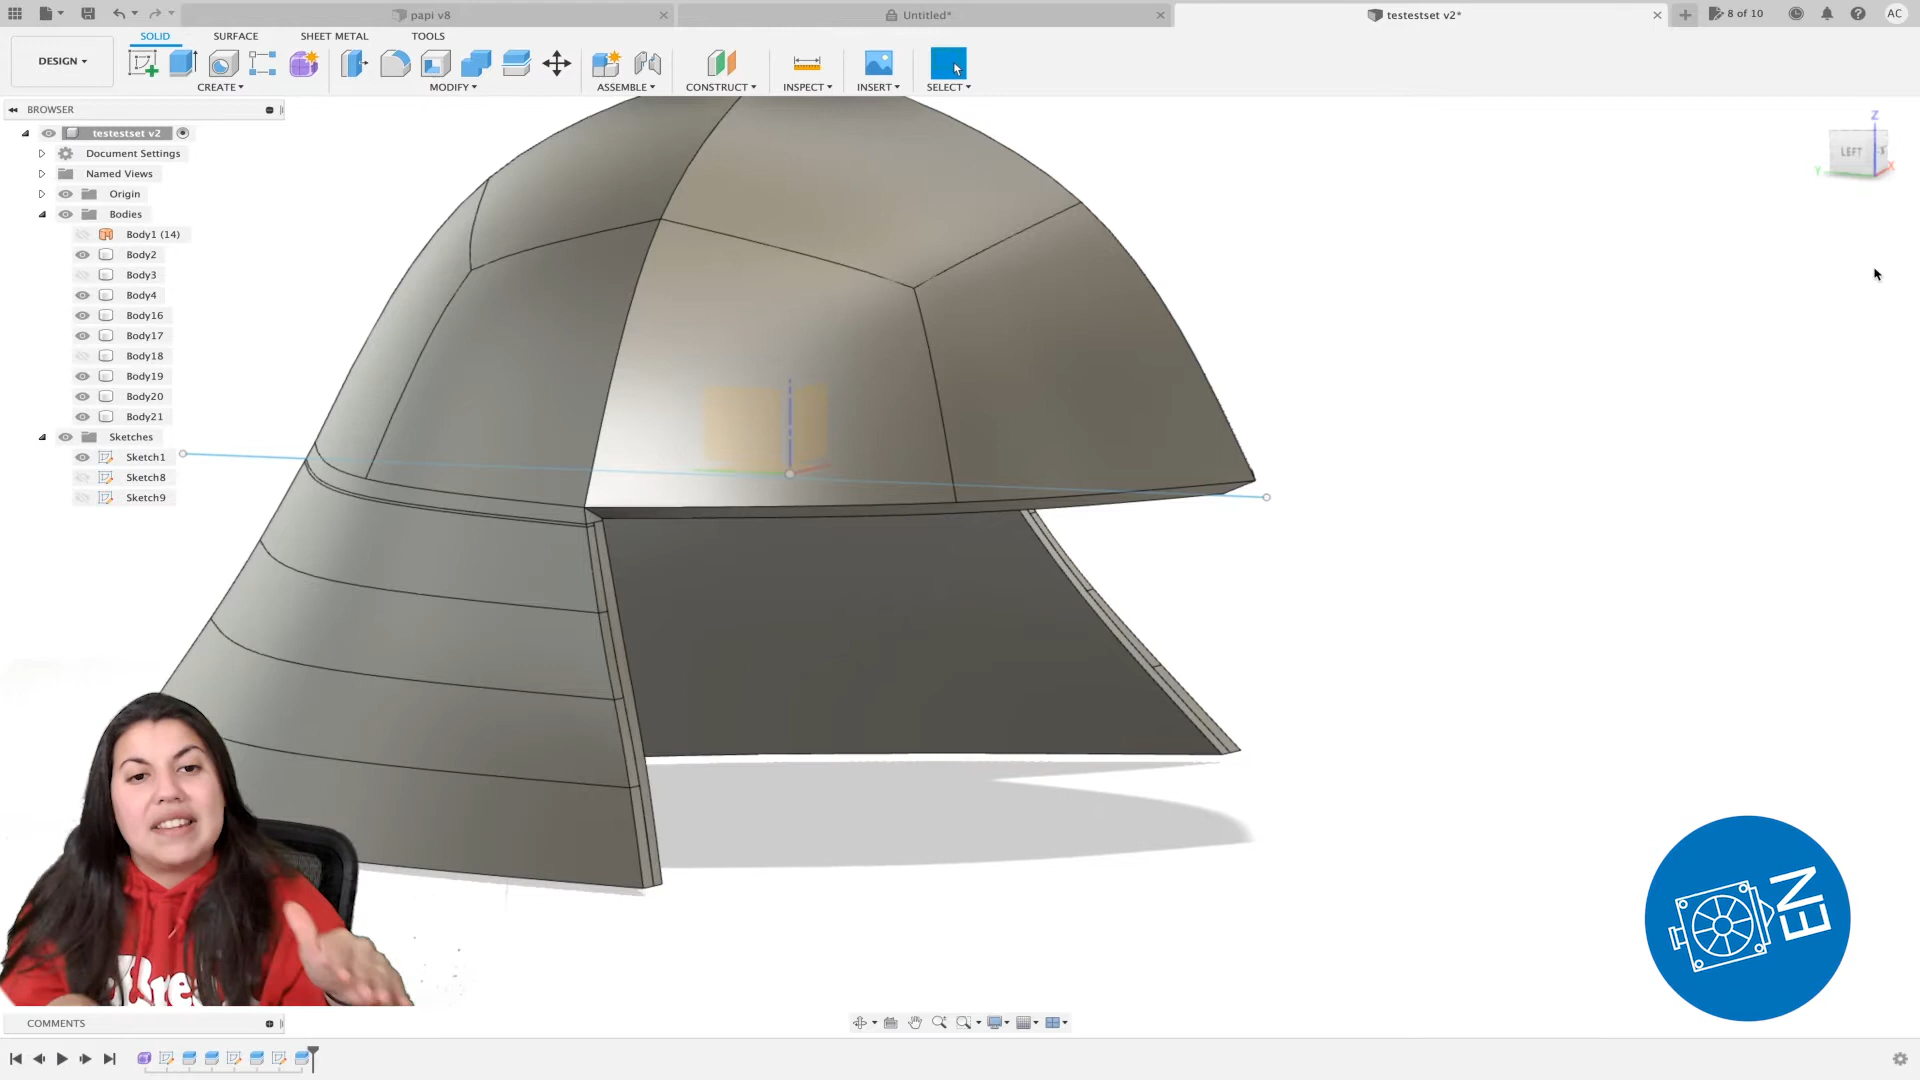 papi v8
Untitled*
testestset v2*
8 of 10
AC
DESIGN
SOLID
SURFACE
SHEET METAL
TOOLS
CREATE
MODIFY
ASSEMBLE
CONSTRUCT
INSPECT
INSERT
SELECT
BROWSER
testestset v2
Document Settings
Named Views
Origin
Bodies
Body1 (14)
Body2
Body3
Body4
Body16
Body17
Body18
Body19
Body20
Body21
Sketches
Sketch1
Sketch8
Sketch9
Z
LEFT
Y
X
EN
COMMENTS